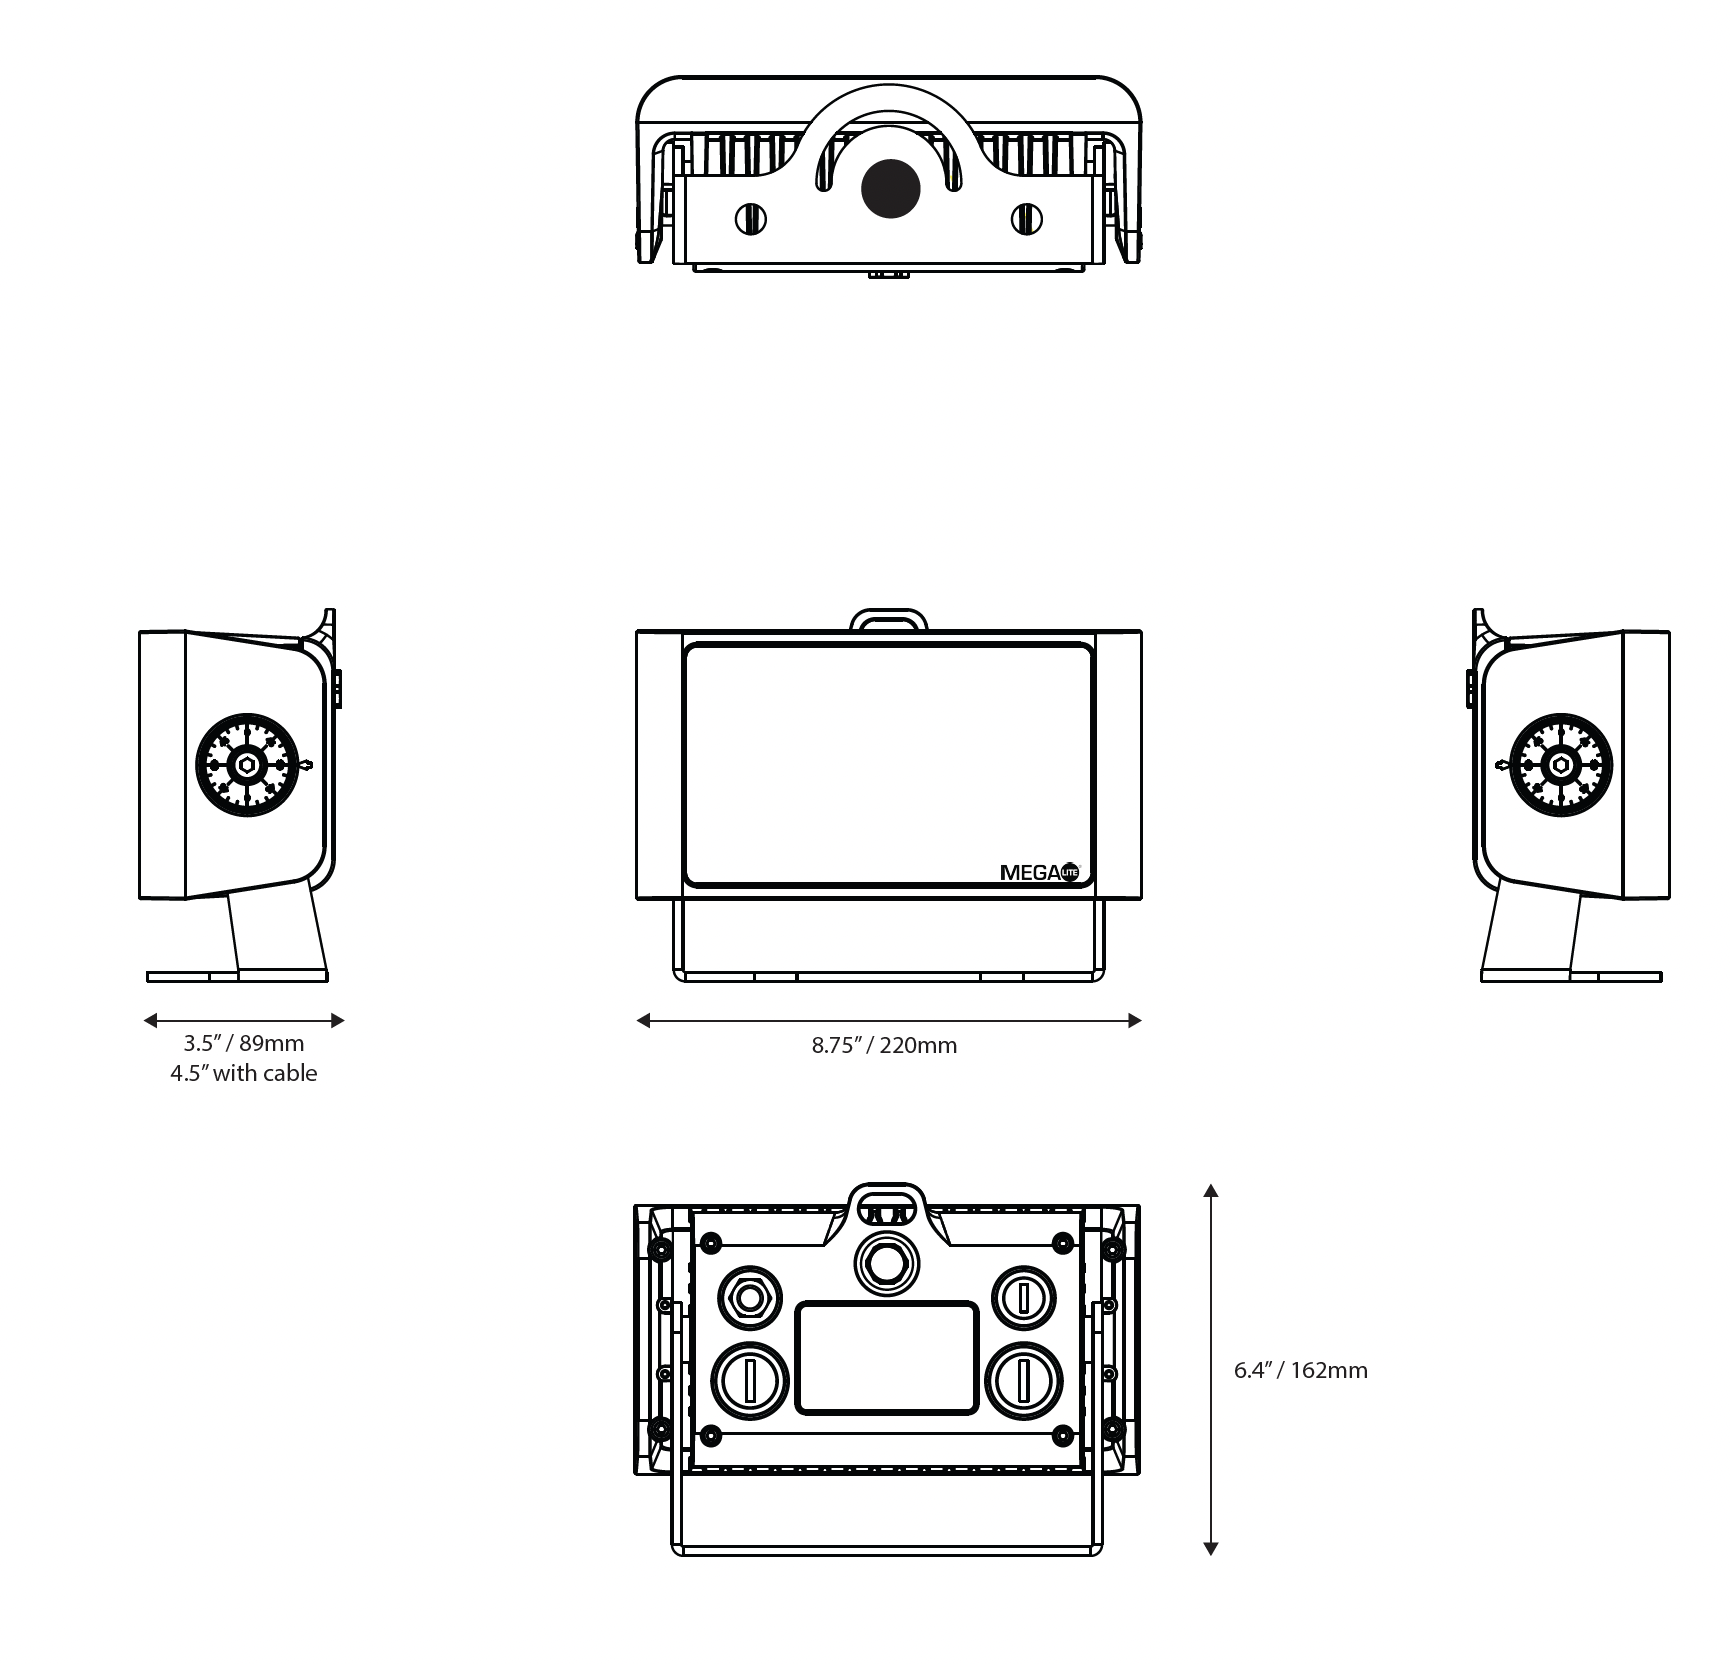 MEGA LITE
3.5” / 89mm
4.5” with cable
8.75” / 220mm
6.4” / 162mm